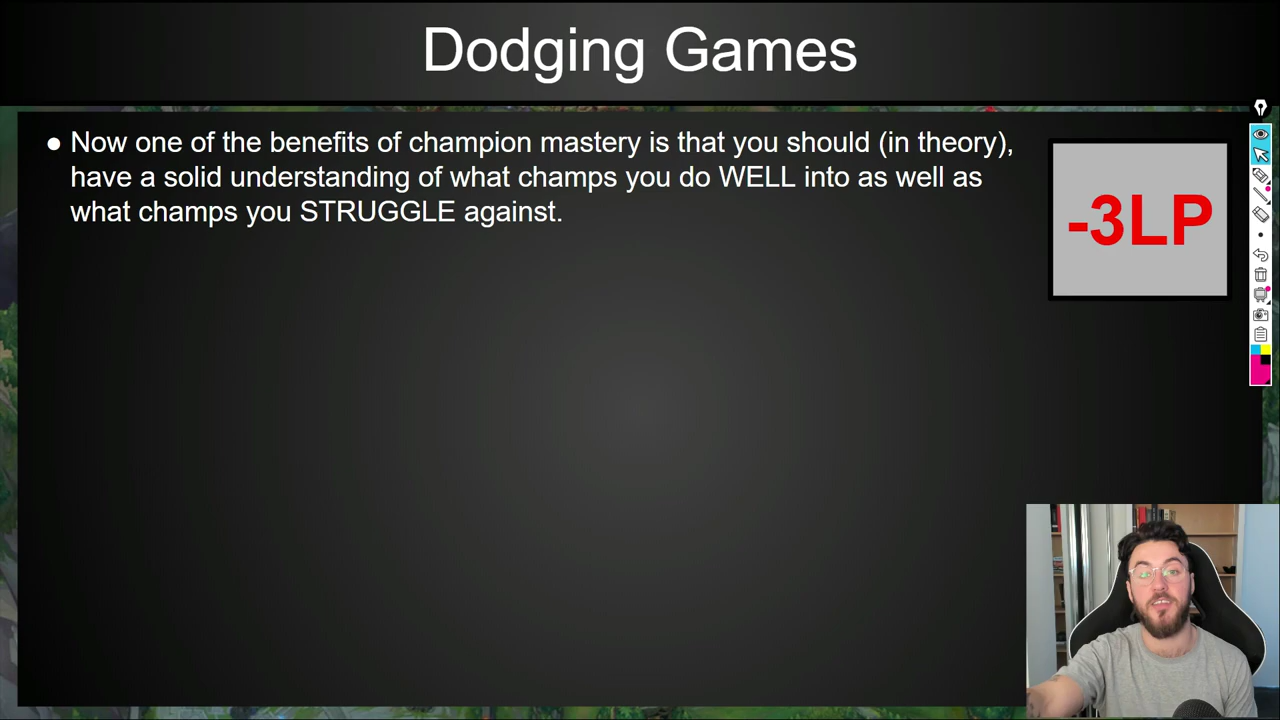 Dodging Games
● Now one of the benefits of champion mastery is that you should (in theory),
have a solid understanding of what champs you do WELL into as well as
what champs you STRUGGLE against.
-3LP